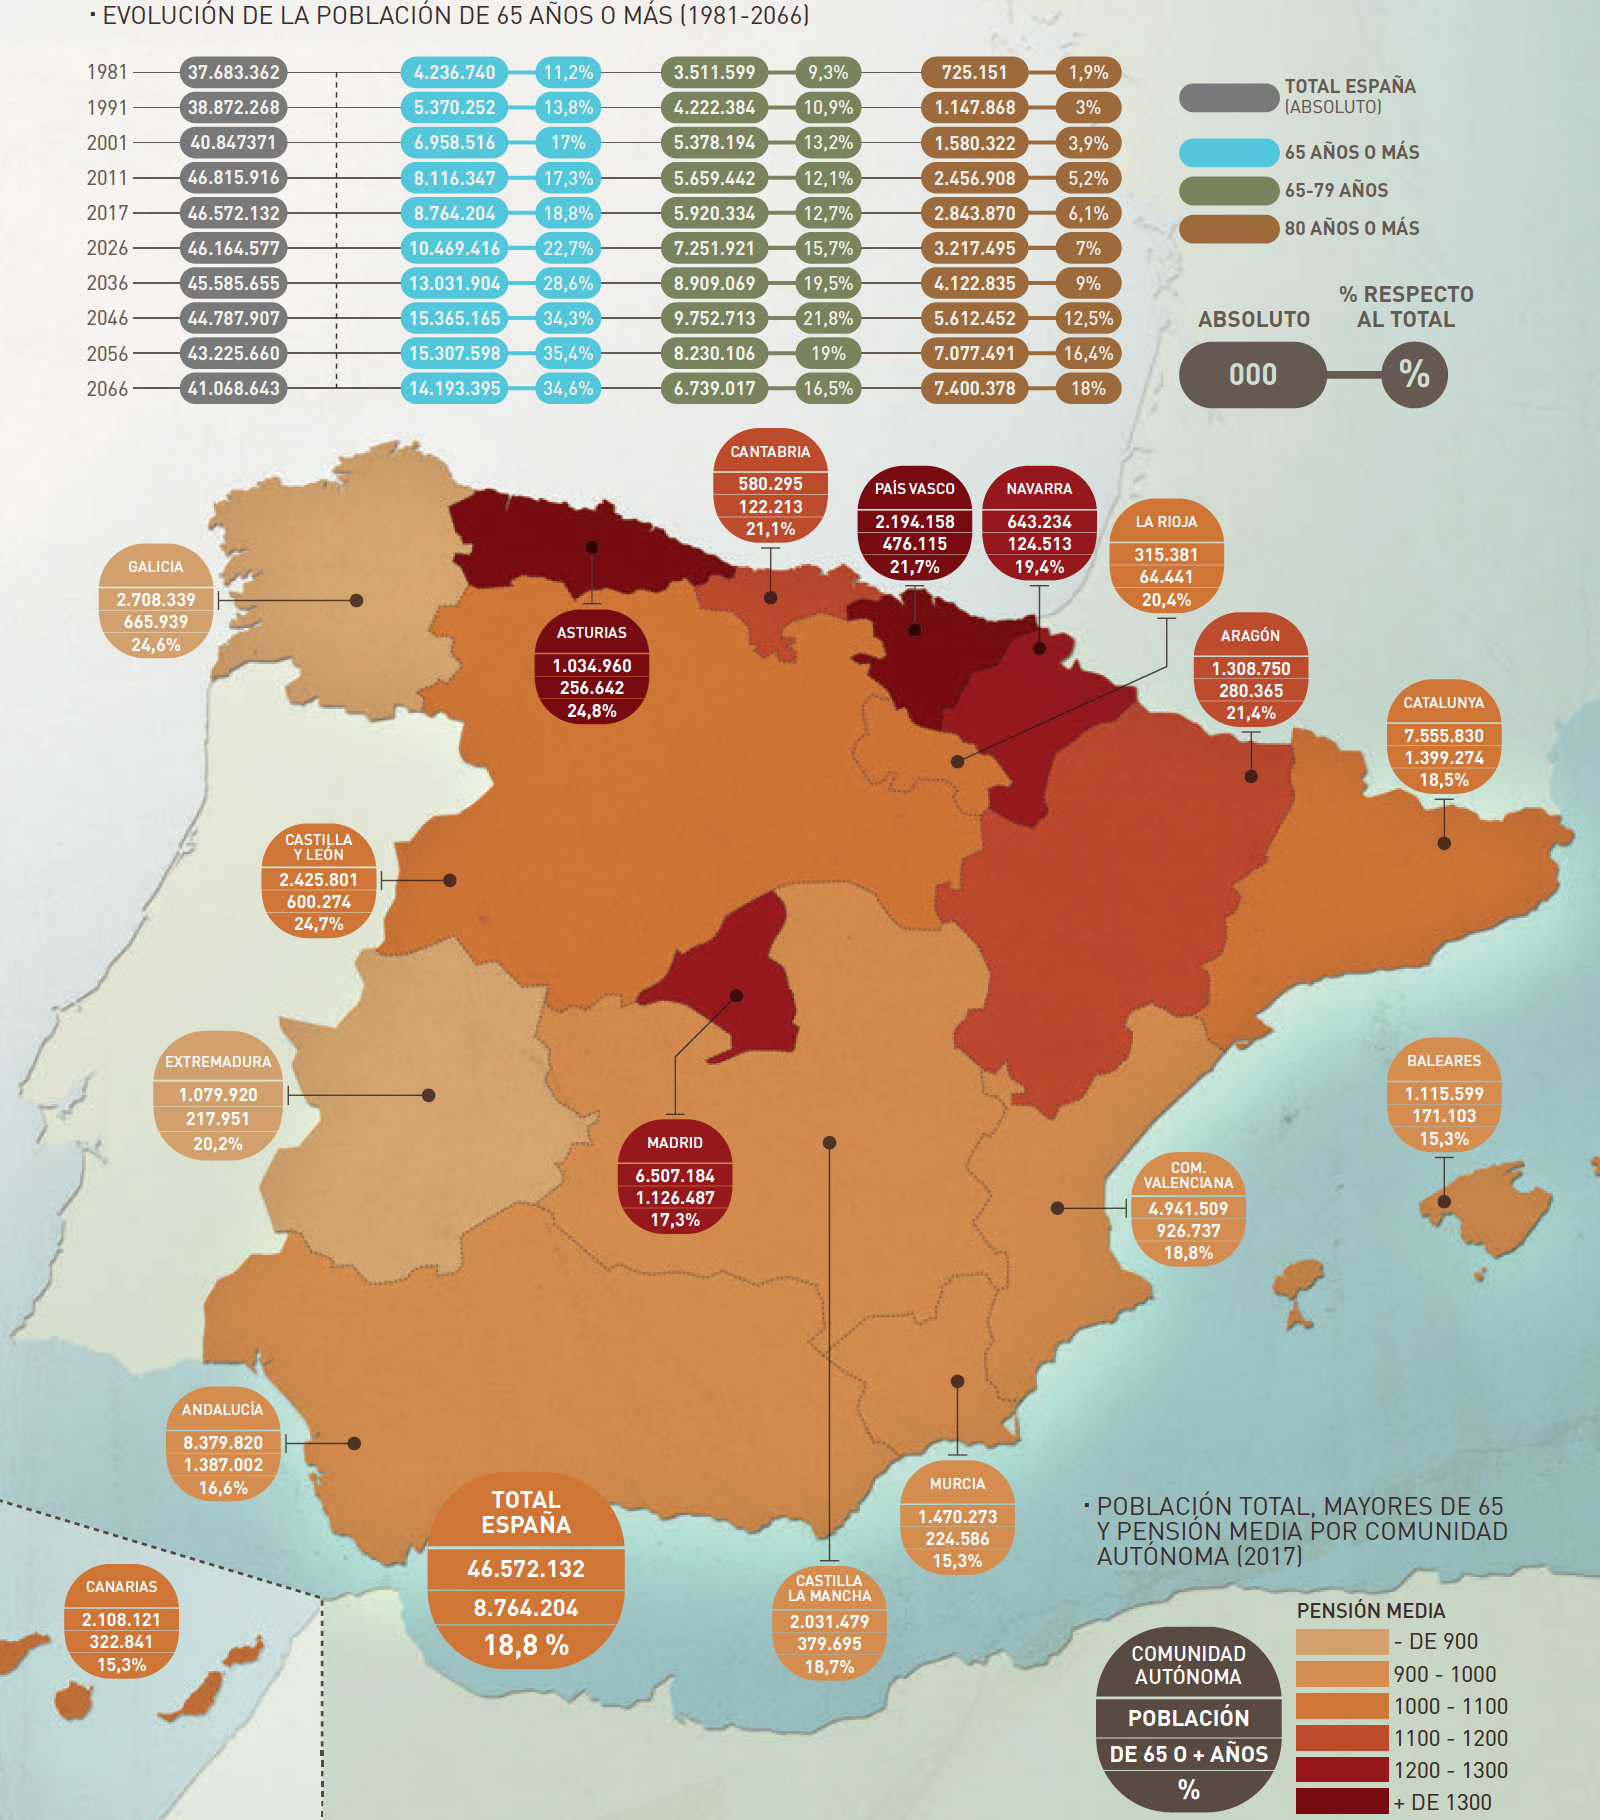 · EVOLUCIÓN DE LA POBLACIÓN DE 65 AÑOS O MÁS (1981-2066)
1981 37.683.362 4.236.740 11,2% 3.511.599 9,3% 725.151 1,9%
1991 38.872.268 5.370.252 13,8% 4.222.384 10,9% 1.147.868 3%
2001 40.847371 6.958.516 17% 5.378.194 13,2% 1.580.322 3,9%
2011 46.815.916 8.116.347 17,3% 5.659.442 12,1% 2.456.908 5,2%
2017 46.572.132 8.764.204 18,8% 5.920.334 12,7% 2.843.870 6,1%
2026 46.164.577 10.469.416 22,7% 7.251.921 15,7% 3.217.495 7%
2036 45.585.655 13.031.904 28,6% 8.909.069 19,5% 4.122.835 9%
2046 44.787.907 15.365.165 34,3% 9.752.713 21,8% 5.612.452 12,5%
2056 43.225.660 15.307.598 35,4% 8.230.106 19% 7.077.491 16,4%
2066 41.068.643 14.193.395 34,6% 6.739.017 16,5% 7.400.378 18%
TOTAL ESPAÑA
(ABSOLUTO)
65 AÑOS O MÁS
65-79 AÑOS
80 AÑOS O MÁS
ABSOLUTO
% RESPECTO
AL TOTAL
000
%
CANTABRIA
580.295
122.213
21,1%
PAÍS VASCO
2.194.158
476.115
21,7%
NAVARRA
643.234
124.513
19,4%
LA RIOJA
315.381
64.441
20,4%
GALICIA
2.708.339
665.939
24,6%
ASTURIAS
1.034.960
256.642
24,8%
ARAGÓN
1.308.750
280.365
21,4%
CATALUNYA
7.555.830
1.399.274
18,5%
CASTILLA
Y LEÓN
2.425.801
600.274
24,7%
EXTREMADURA
1.079.920
217.951
20,2%
MADRID
6.507.184
1.126.487
17,3%
BALEARES
1.115.599
171.103
15,3%
COM.
VALENCIANA
4.941.509
926.737
18,8%
ANDALUCÍA
8.379.820
1.387.002
16,6%
TOTAL
ESPAÑA
46.572.132
8.764.204
18,8 %
MURCIA
1.470.273
224.586
15,3%
CASTILLA
LA MANCHA
2.031.479
379.695
18,7%
CANARIAS
2.108.121
322.841
15,3%
· POBLACIÓN TOTAL, MAYORES DE 65
Y PENSIÓN MEDIA POR COMUNIDAD
AUTÓNOMA (2017)
COMUNIDAD
AUTÓNOMA
POBLACIÓN
DE 65 O + AÑOS
%
PENSIÓN MEDIA
- DE 900
900 - 1000
1000 - 1100
1100 - 1200
1200 - 1300
+ DE 1300